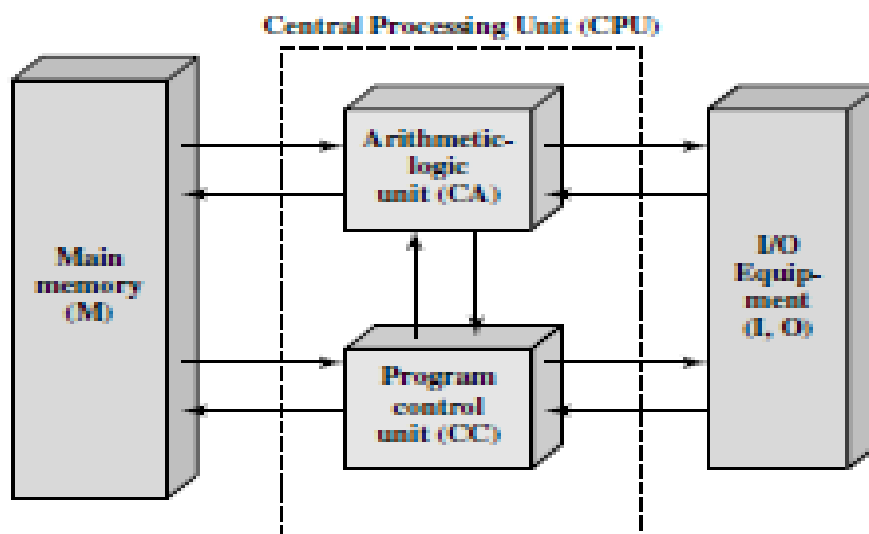 Central Processing Unit (CPU)
Main
memory
(M)
Arithmetic-
logic
unit (CA)
Program
control
unit (CC)
I/O
Equip-
ment
(I, O)